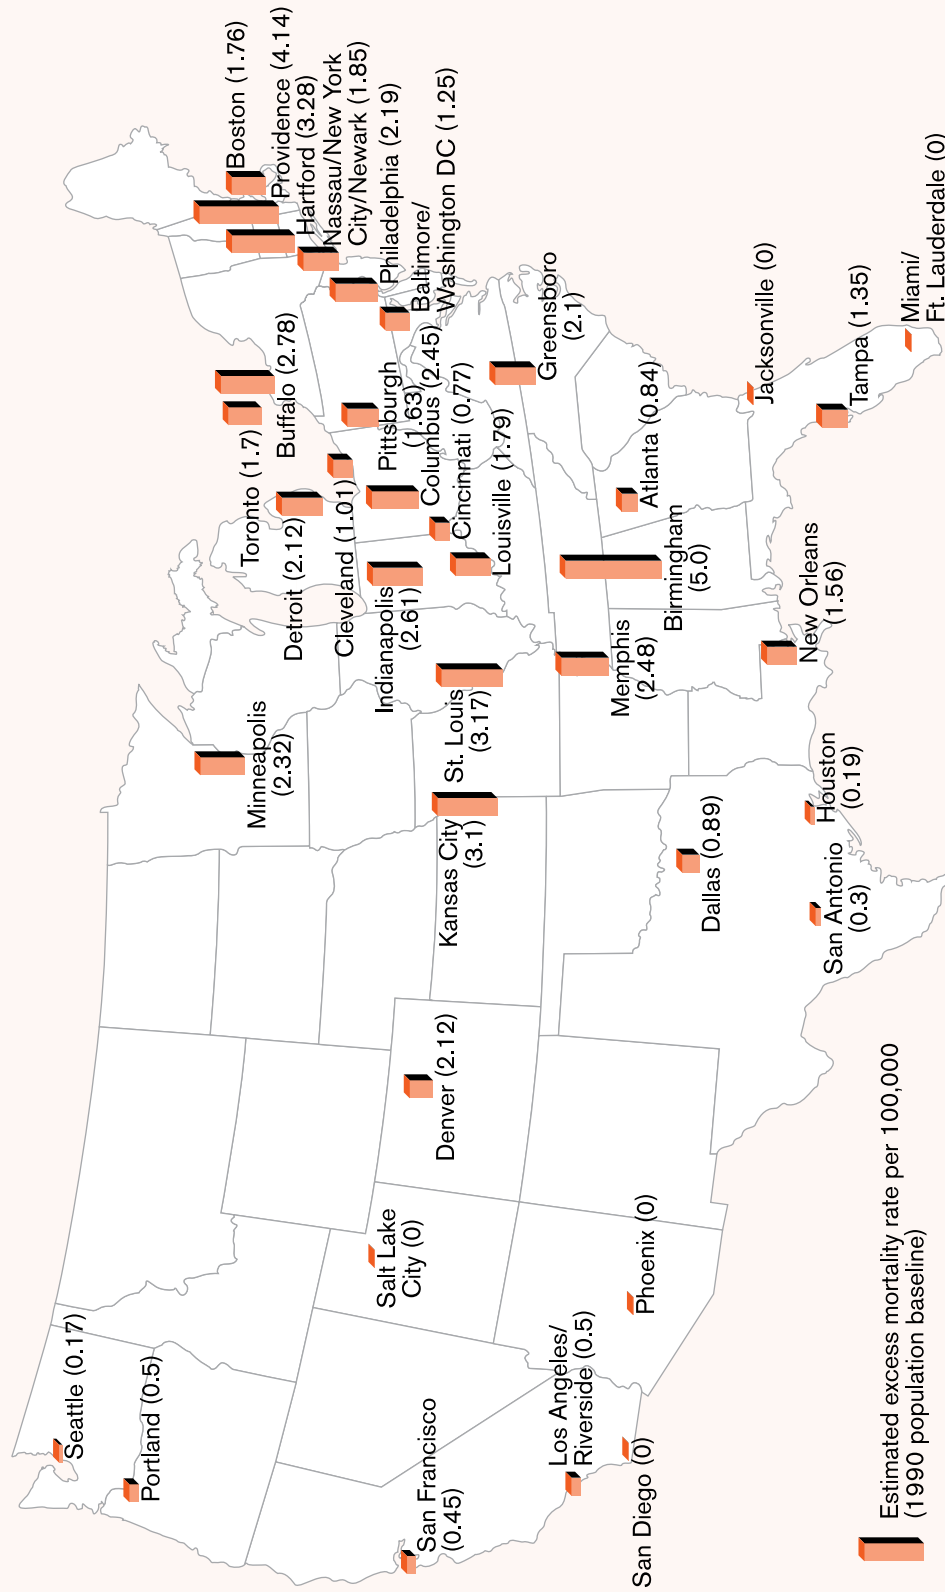 Seattle (0.17)
Portland (0.5)
San Francisco
(0.45)
Los Angeles/
Riverside (0.5)
San Diego (0)
Phoenix (0)
Salt Lake
City (0)
Denver (2.12)
Minneapolis
(2.32)
Kansas City
(3.1)
St. Louis
(3.17)
Dallas (0.89)
San Antonio
(0.3)
Houston
(0.19)
New Orleans
(1.56)
Memphis
(2.48)
Birmingham
(5.0)
Atlanta (0.84)
Indianapolis
(2.61)
Louisville (1.79)
Cincinnati (0.77)
Columbus (2.45)
Cleveland (1.01)
Detroit (2.12)
Toronto (1.7)
Buffalo (2.78)
Pittsburgh
(1.63)
Boston (1.76)
Providence (4.14)
Hartford (3.28)
Nassau/New York
City/Newark (1.85)
Philadelphia (2.19)
Baltimore/
Washington DC (1.25)
Greensboro
(2.1)
Jacksonville (0)
Tampa (1.35)
Miami/
Ft. Lauderdale (0)
Estimated excess mortality rate per 100,000
(1990 population baseline)